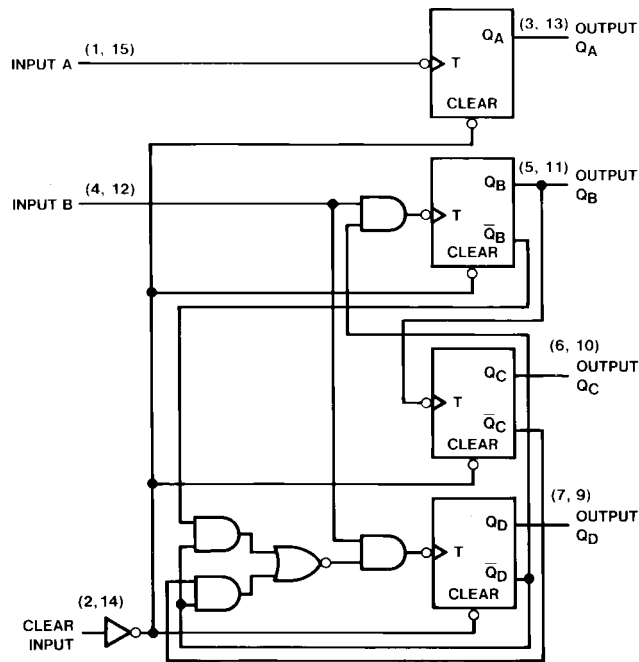 (1, 15)
INPUT A
QA
(3, 13)
OUTPUT
QA
T
CLEAR
(4, 12)
INPUT B
QB
(5, 11)
OUTPUT
QB
T
Q̅B
CLEAR
QC
(6, 10)
OUTPUT
QC
T
Q̅C
CLEAR
QD
(7, 9)
OUTPUT
QD
T
Q̅D
CLEAR
(2, 14)
CLEAR
INPUT